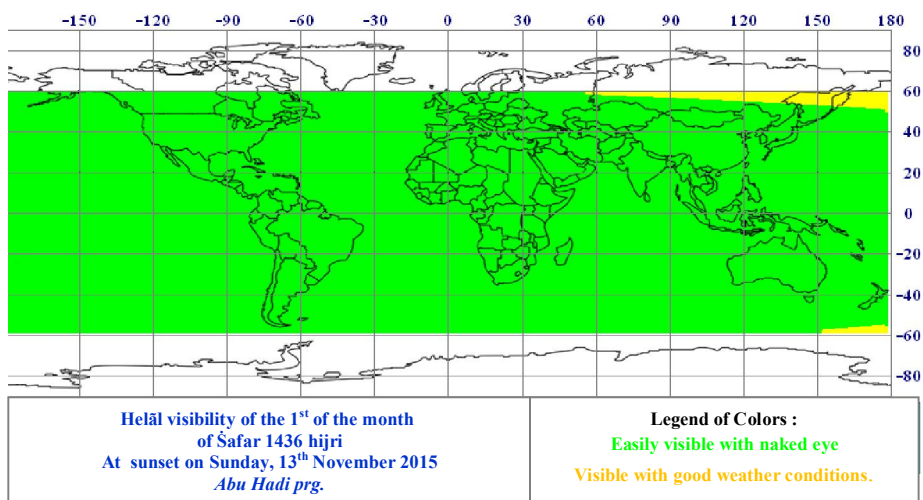 -150 -120 -90 -60 -30 0 30 60 90 120 150 180
80
60
40
20
0
-20
-40
-60
-80
Helāl visibility of the 1st of the month
of Ṡafar 1436 hijri
At sunset on Sunday, 13th November 2015
Abu Hadi prg.
Legend of Colors :
Easily visible with naked eye
Visible with good weather conditions.